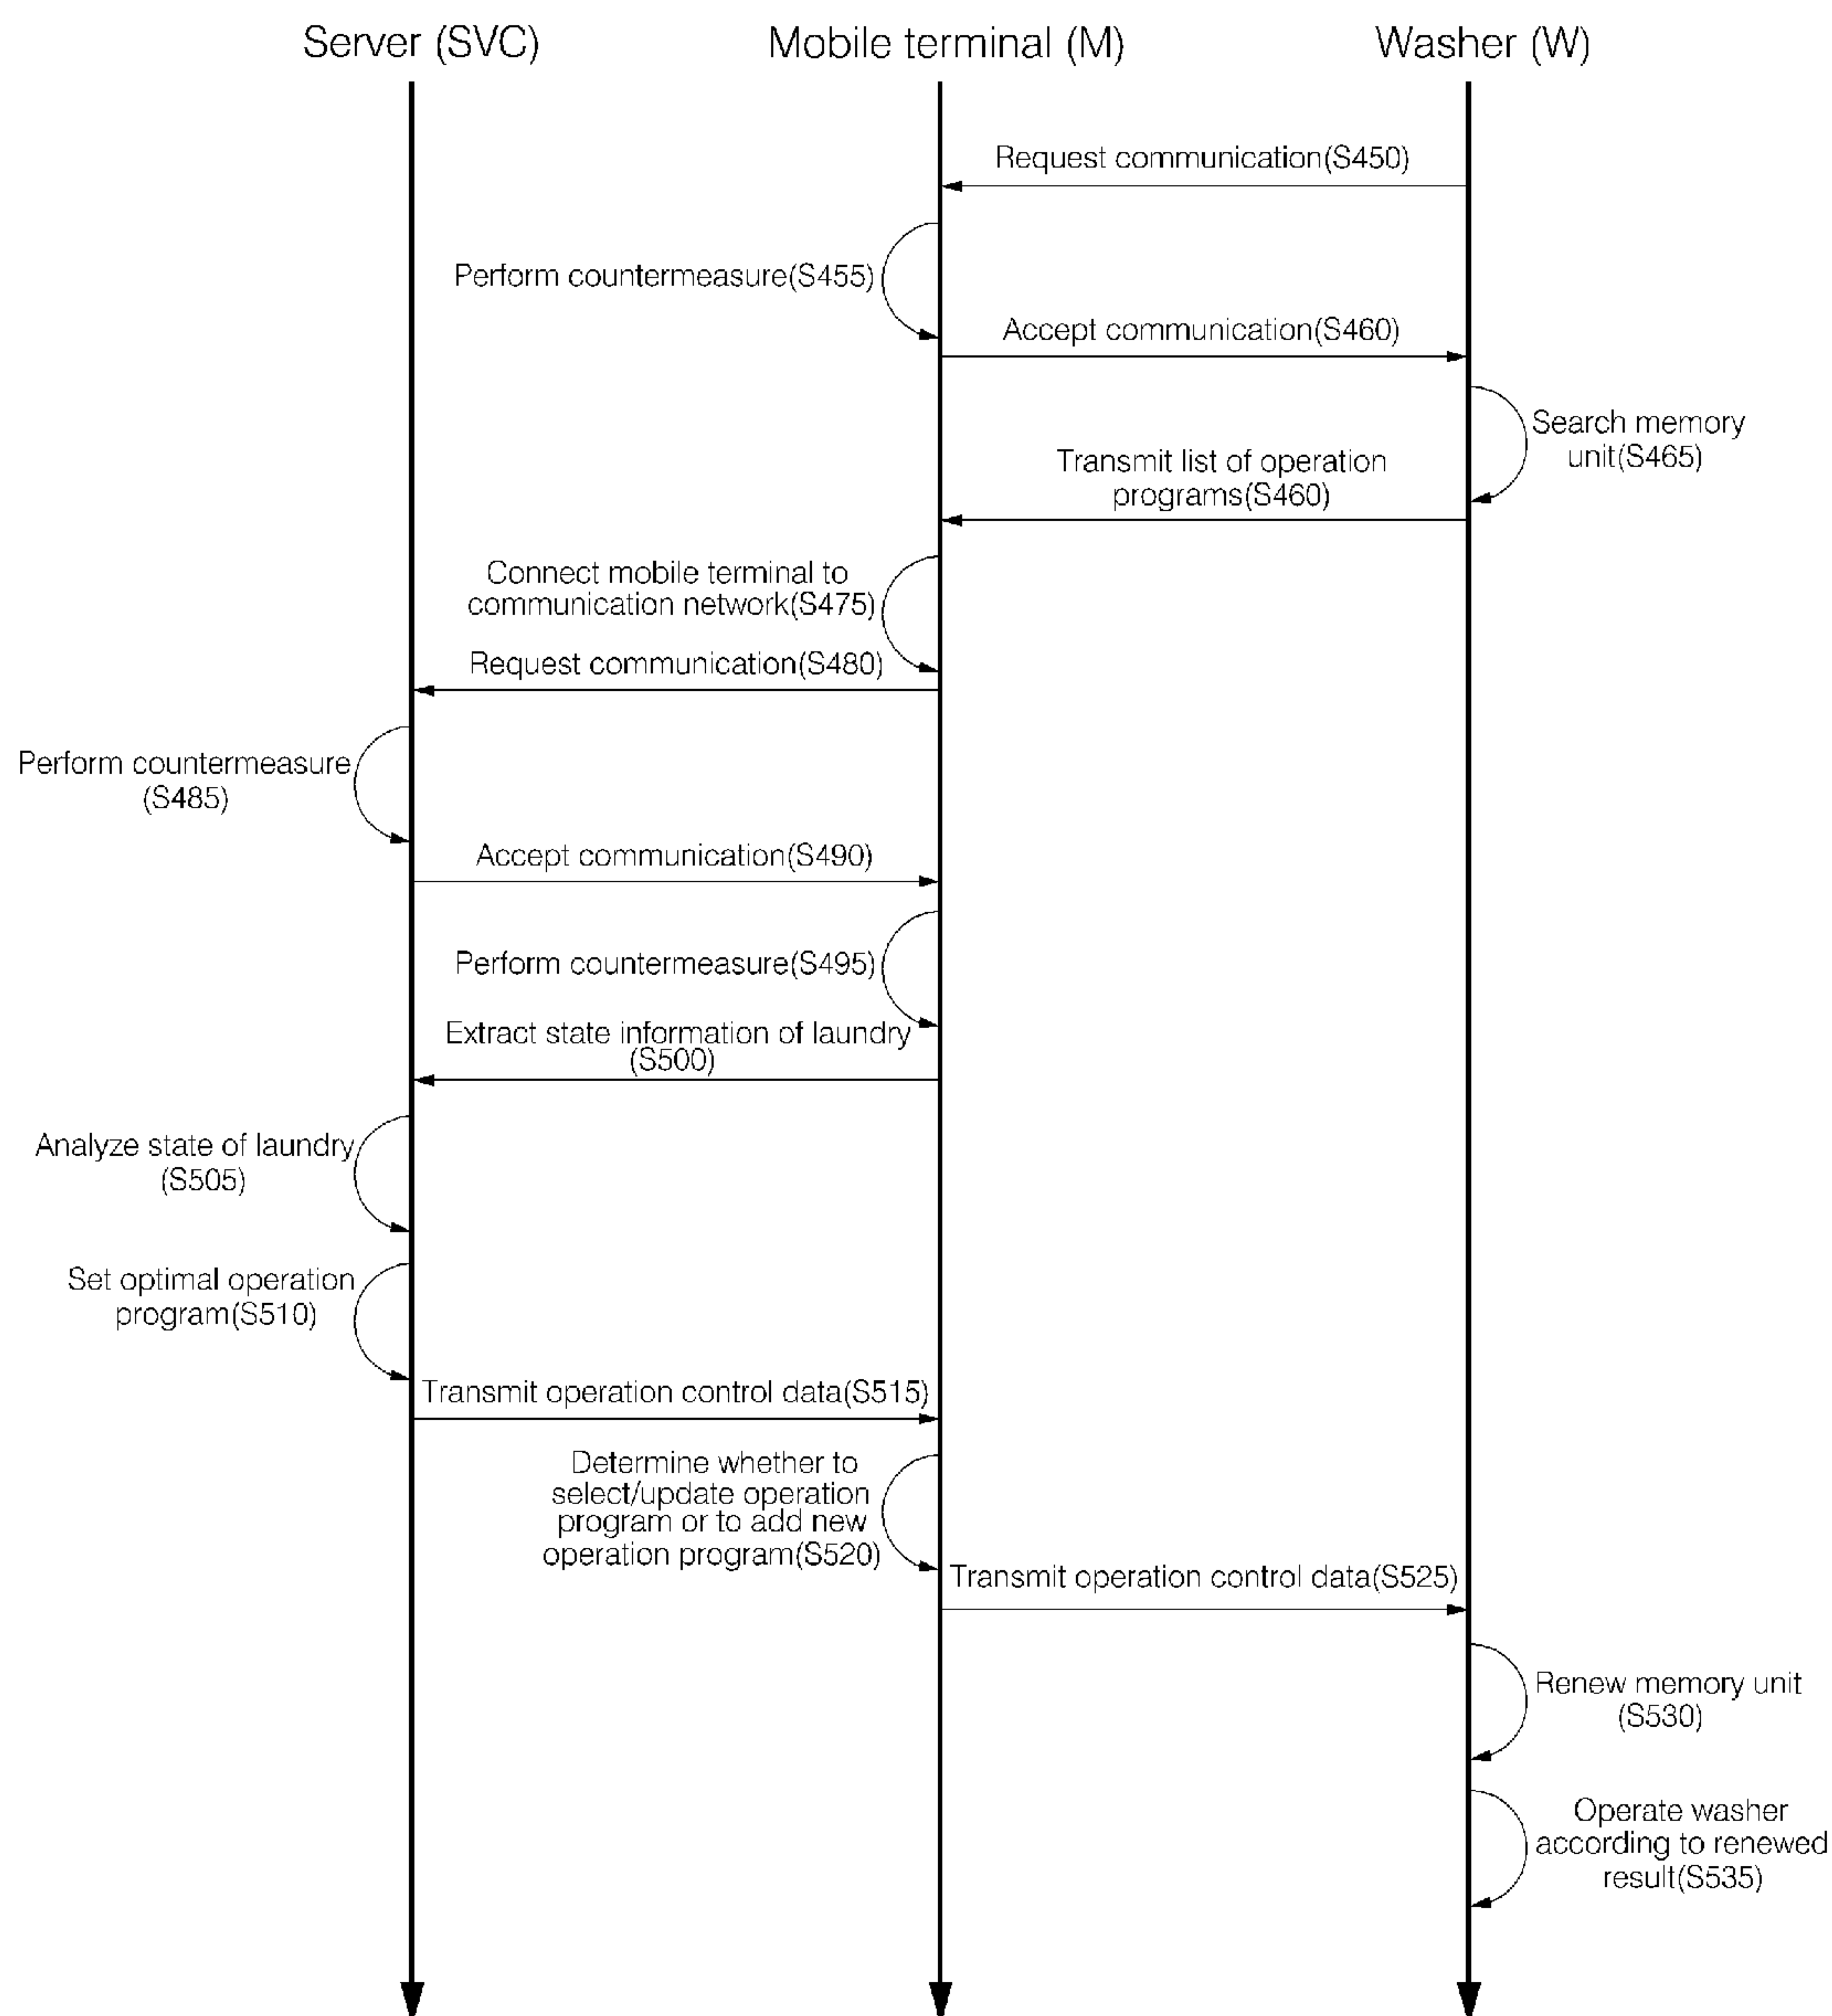 Server (SVC)
Mobile terminal (M)
Washer (W)
Request communication(S450)
Perform countermeasure(S455)
Accept communication(S460)
Search memory
unit(S465)
Transmit list of operation
programs(S460)
Connect mobile terminal to
communication network(S475)
Request communication(S480)
Perform countermeasure
(S485)
Accept communication(S490)
Perform countermeasure(S495)
Extract state information of laundry
(S500)
Analyze state of laundry
(S505)
Set optimal operation
program(S510)
Transmit operation control data(S515)
Determine whether to
select/update operation
program or to add new
operation program(S520)
Transmit operation control data(S525)
Renew memory unit
(S530)
Operate washer
according to renewed
result(S535)